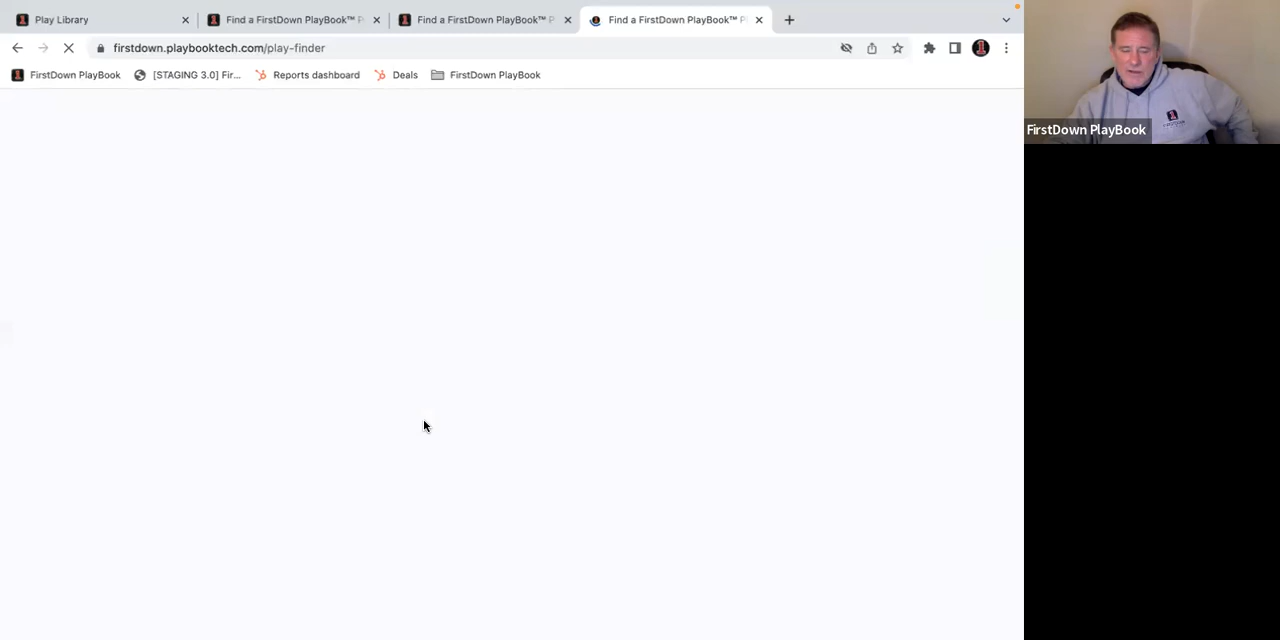 Play Library
Find a FirstDown PlayBook™ P
Find a FirstDown PlayBook™ P
Find a FirstDown PlayBook™ P
firstdown.playbooktech.com/play-finder
FirstDown PlayBook
[STAGING 3.0] Fir...
Reports dashboard
Deals
FirstDown PlayBook
FirstDown PlayBook